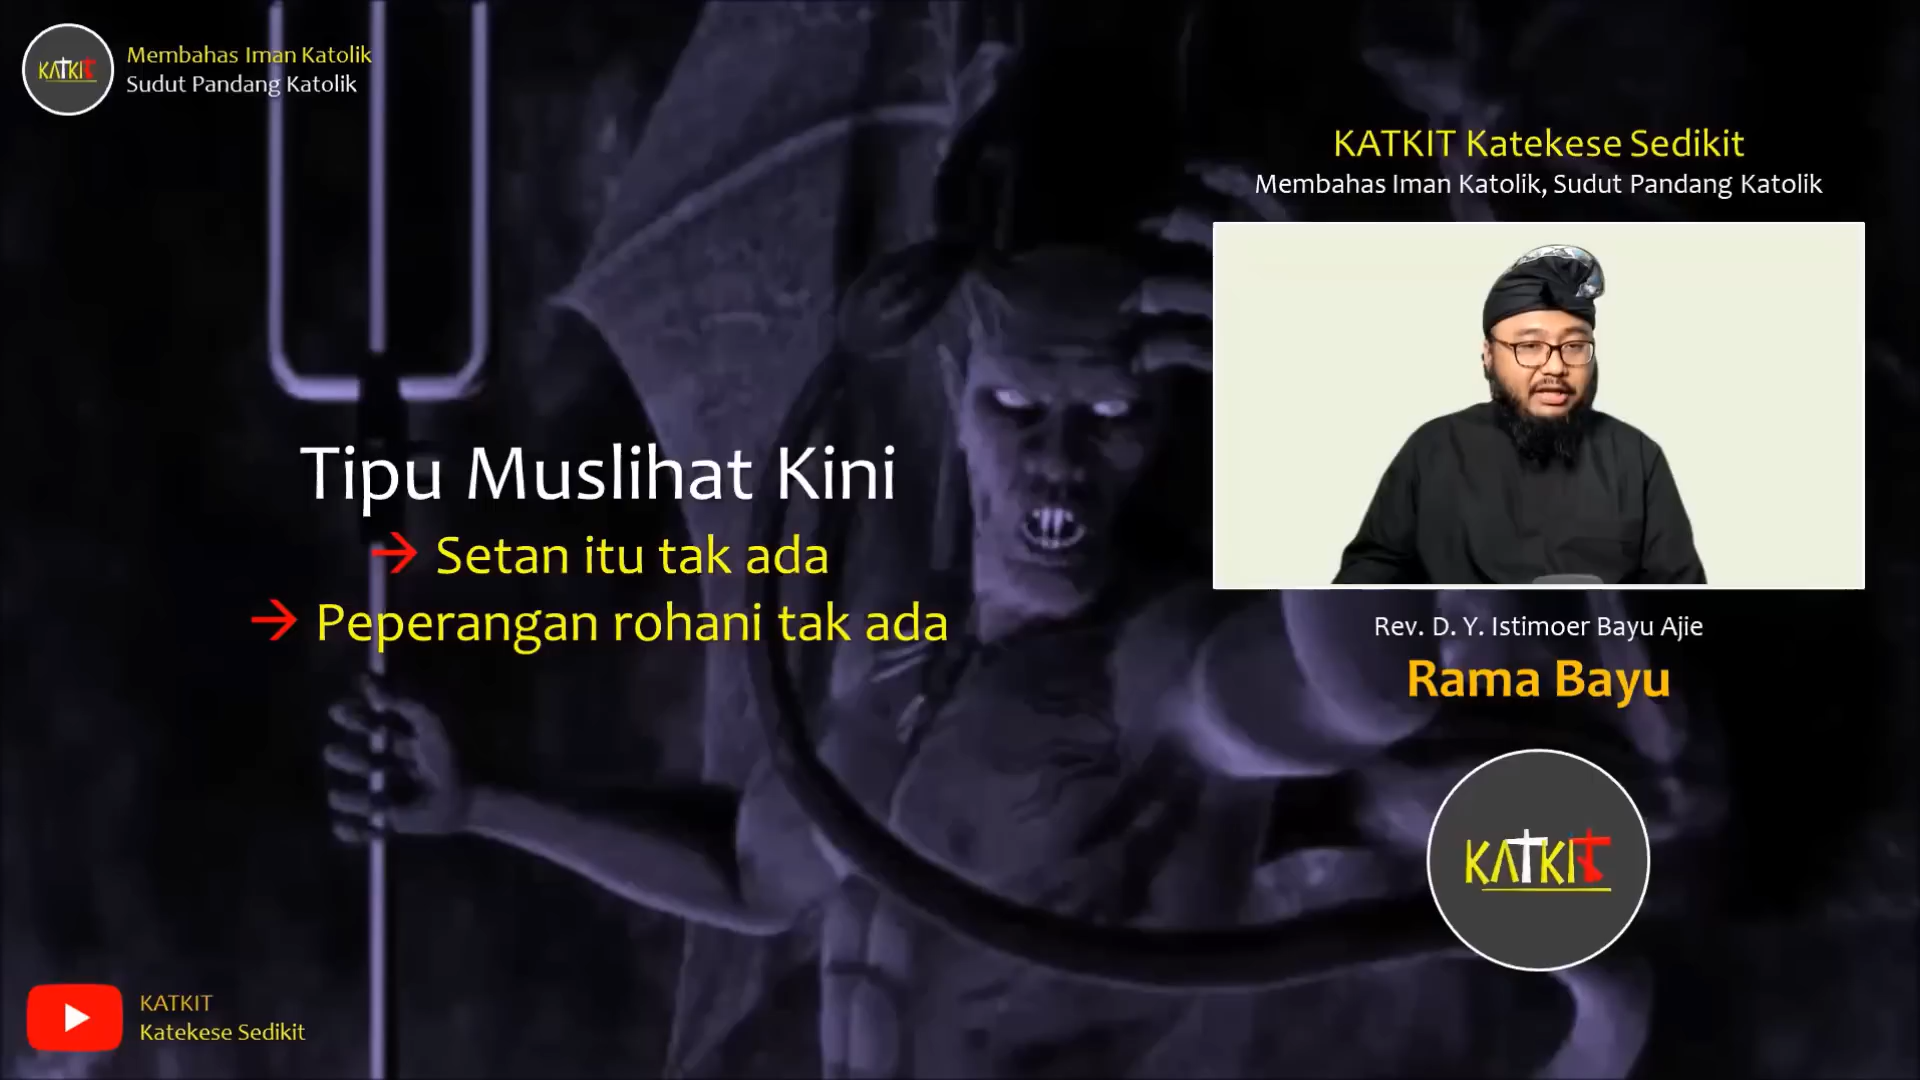 KATKIT
Membahas Iman Katolik
Sudut Pandang Katolik
KATKIT Katekese Sedikit
Membahas Iman Katolik, Sudut Pandang Katolik
Tipu Muslihat Kini
→ Setan itu tak ada
→ Peperangan rohani tak ada
Rev. D. Y. Istimoer Bayu Ajie
Rama Bayu
KATKIT
KATKIT
Katekese Sedikit